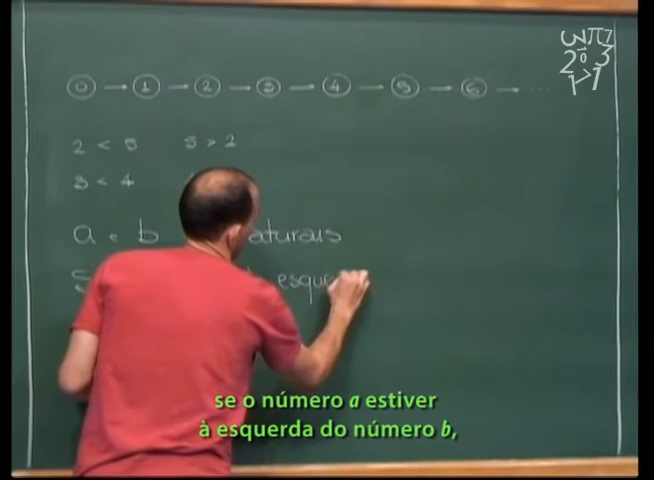 0 → 1 → 2 → 3 → 4 → 5 → 6 → ...
2 < 5 5 > 2
3 < 4
a e b aturais
esque
se o número a estiver
à esquerda do número b,